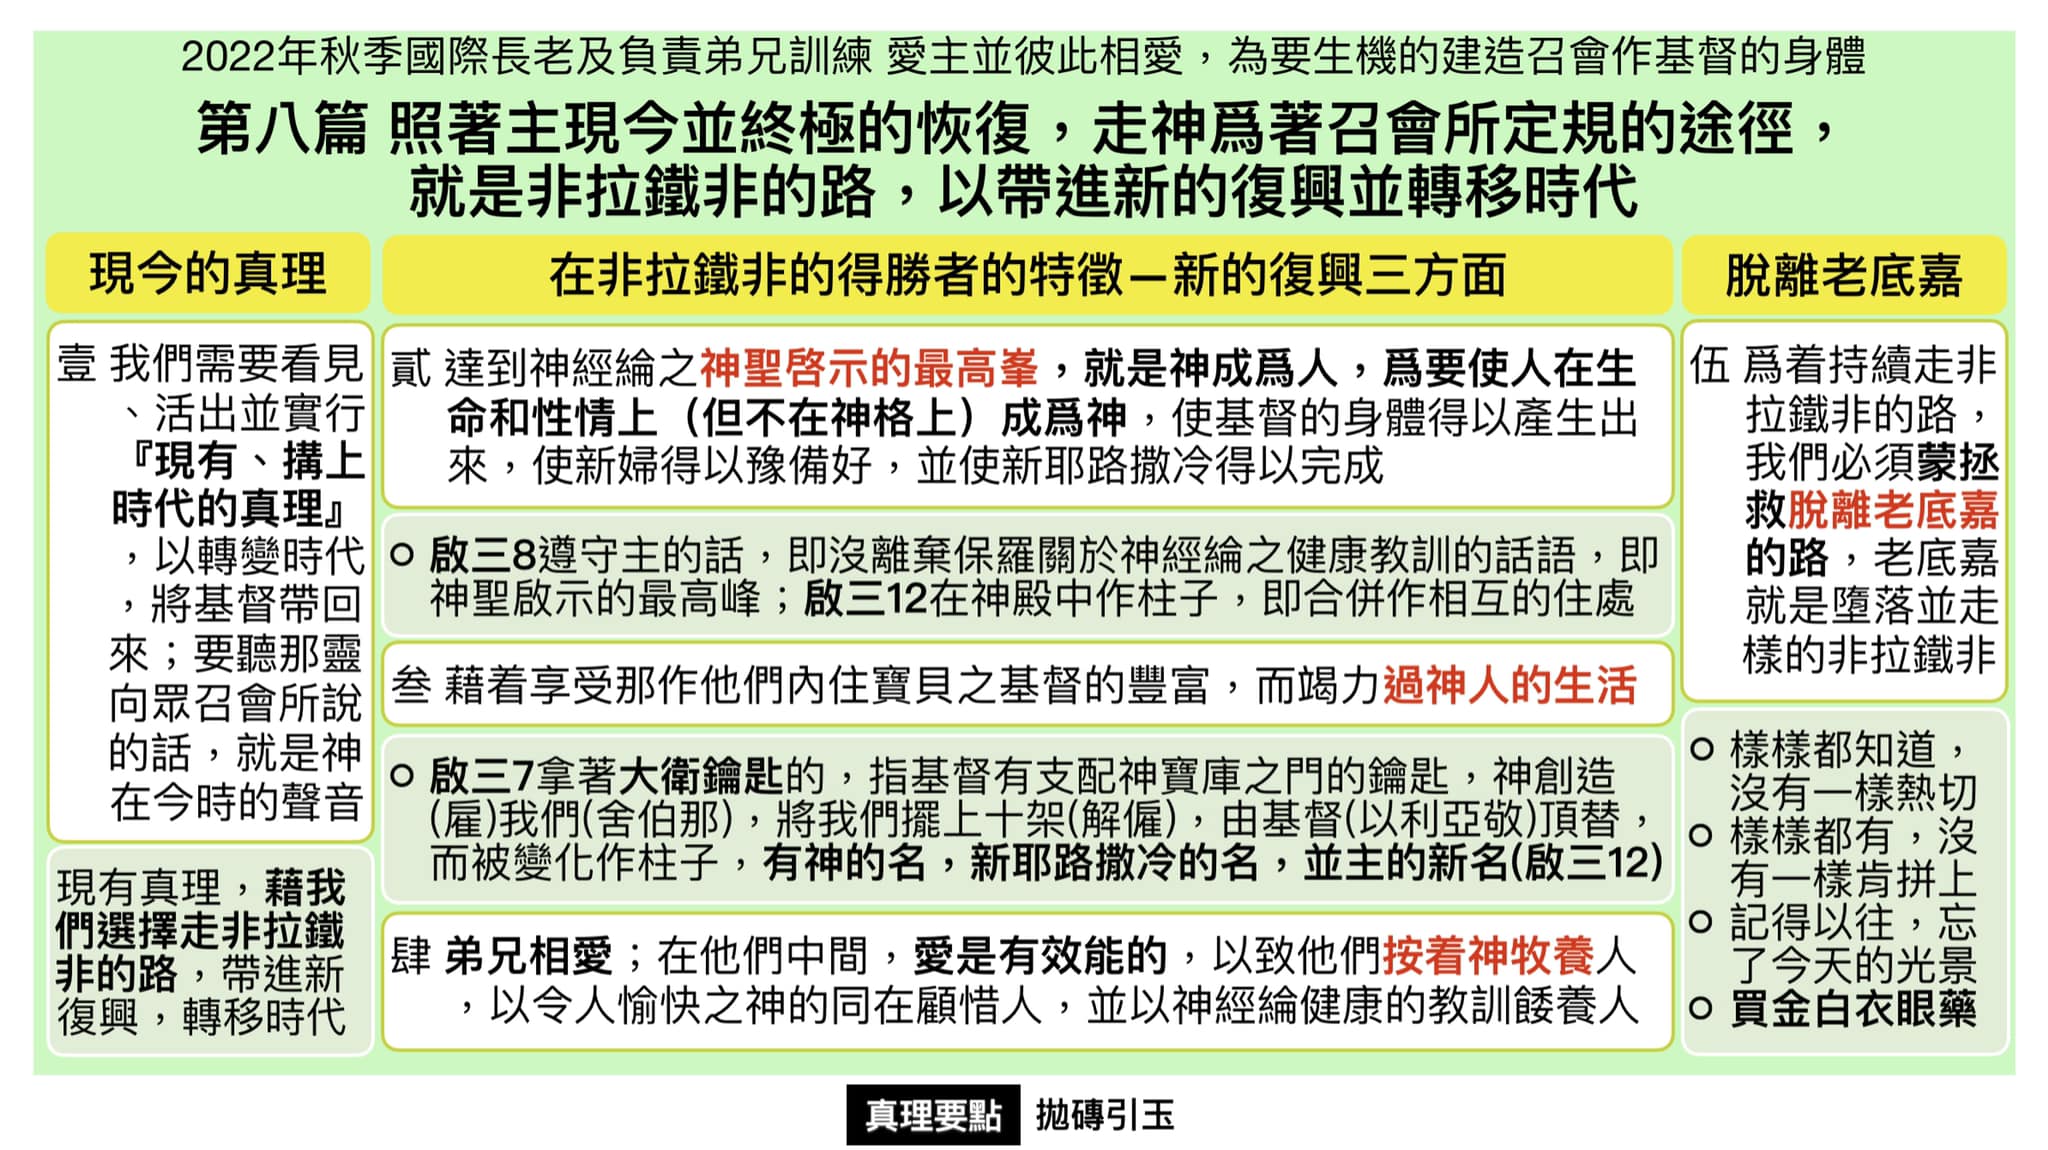 2022年秋季國際長老及負責弟兄訓練 愛主並彼此相愛，為要生機的建造召會作基督的身體
第八篇 照著主現今並終極的恢復，走神爲著召會所定規的途徑，
就是非拉鐵非的路，以帶進新的復興並轉移時代
現今的真理
壹 我們需要看見
、活出並實行
『現有、搆上
時代的真理』
，以轉變時代
，將基督帶回
來；要聽那靈
向眾召會所說
的話，就是神
在今時的聲音
現有真理，藉我
們選擇走非拉鐵
非的路，帶進新
復興，轉移時代
在非拉鐵非的得勝者的特徵－新的復興三方面
貳 達到神經綸之神聖啓示的最高峯，就是神成爲人，爲要使人在生
命和性情上（但不在神格上）成爲神，使基督的身體得以產生出
來，使新婦得以豫備好，並使新耶路撒冷得以完成
○ 啟三8遵守主的話，即沒離棄保羅關於神經綸之健康教訓的話語，即
神聖啟示的最高峰；啟三12在神殿中作柱子，即合併作相互的住處
叁 藉着享受那作他們內住寶貝之基督的豐富，而竭力過神人的生活
○ 啟三7拿著大衛鑰匙的，指基督有支配神寶庫之門的鑰匙，神創造
(雇)我們(舍伯那)，將我們擺上十架(解僱)，由基督(以利亞敬)頂替，
而被變化作柱子，有神的名，新耶路撒冷的名，並主的新名(啟三12)
肆 弟兄相愛；在他們中間，愛是有效能的，以致他們按着神牧養人
，以令人愉快之神的同在顧惜人，並以神經綸健康的教訓餧養人
脫離老底嘉
伍 爲着持續走非
拉鐵非的路，
我們必須蒙拯
救脫離老底嘉
的路，老底嘉
就是墮落並走
樣的非拉鐵非
○ 樣樣都知道，
沒有一樣熱切
○ 樣樣都有，沒
有一樣肯拼上
○ 記得以往，忘
了今天的光景
○ 買金白衣眼藥
真理要點 拋磚引玉